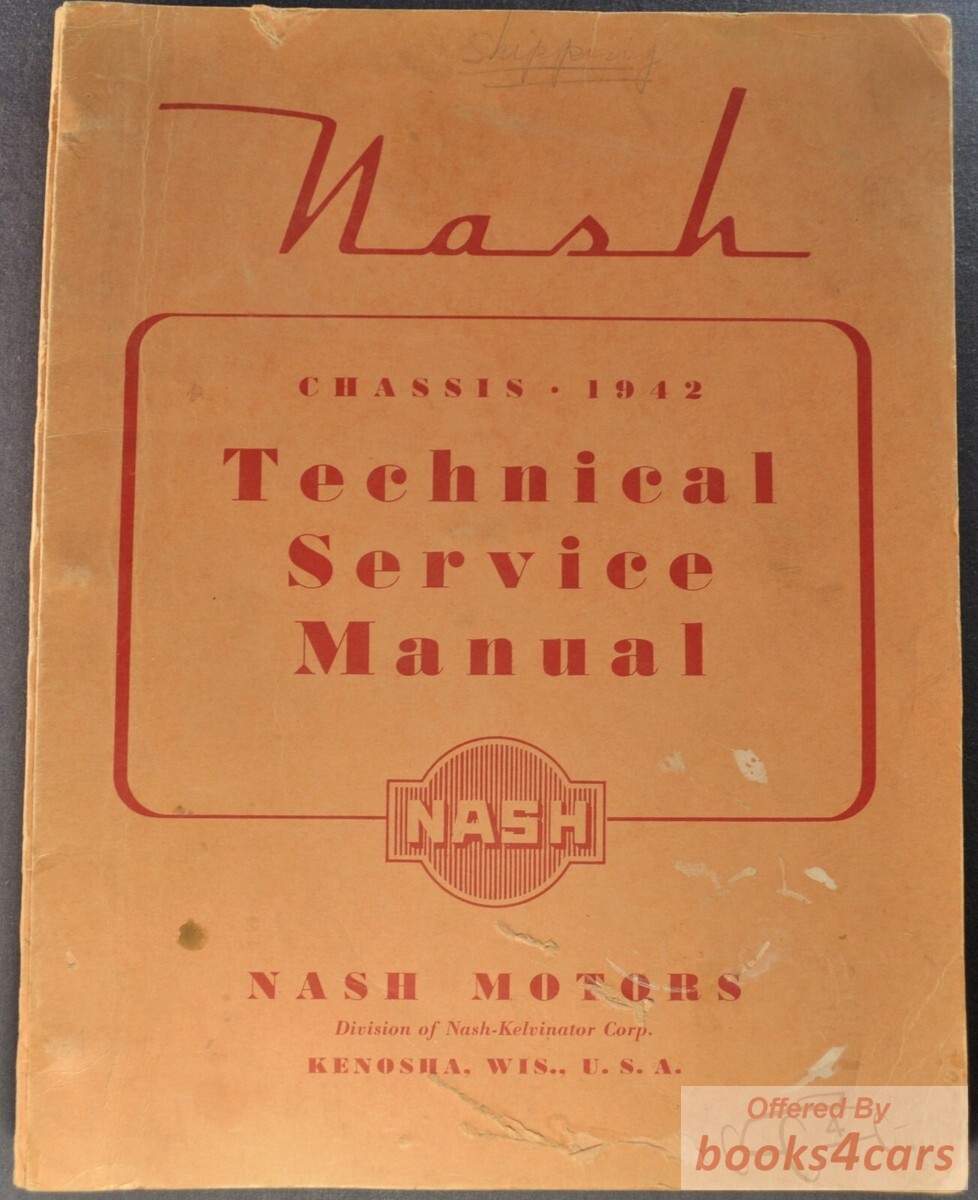 Shipping
Nash
CHASSIS · 1942
Technical
Service
Manual
NASH
NASH MOTORS
Division of Nash-Kelvinator Corp.
KENOSHA, WIS., U. S. A.
Offered By
books4cars